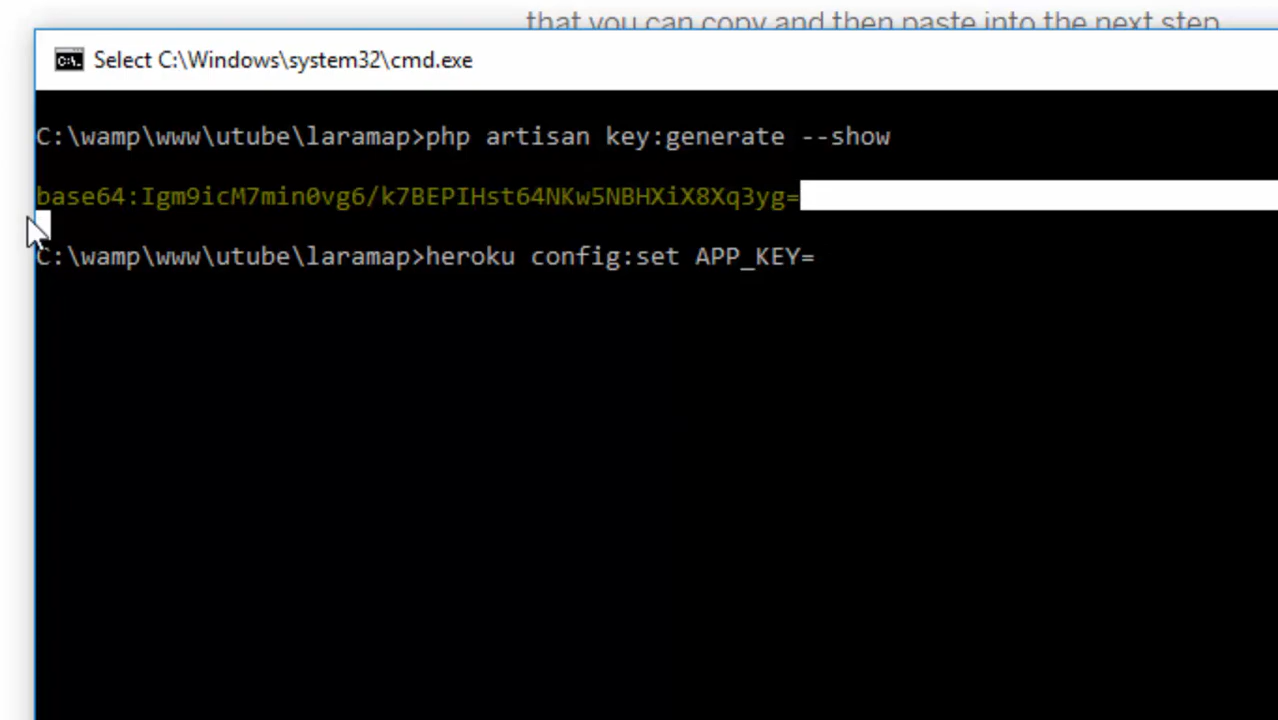 that you can copy and then paste into the next step
Select C:\Windows\system32\cmd.exe
C:\wamp\www\utube\laramap>php artisan key:generate --show
base64:Igm9icM7min0vg6/k7BEPIHst64NKw5NBHXiX8Xq3yg=
C:\wamp\www\utube\laramap>heroku config:set APP_KEY=